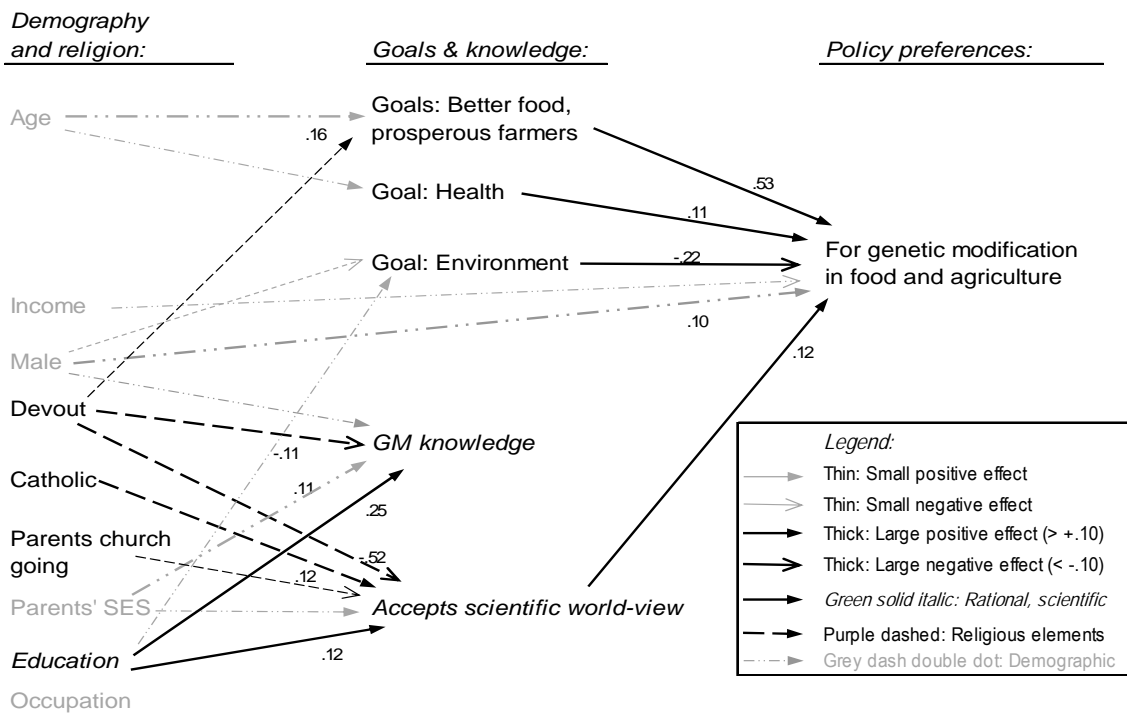 Demography
and religion:
Goals & knowledge:
Policy preferences:
Age
.16
Goals: Better food,
prosperous farmers
.53
Goal: Health
.11
Goal: Environment
-.22
For genetic modification
in food and agriculture
Income
.10
Male
.12
Devout
-.11
GM knowledge
Catholic
.11
.25
Parents church
going
-.52
.12
Parents' SES
Accepts scientific world-view
Education
.12
Occupation
Legend:
Thin: Small positive effect
Thin: Small negative effect
Thick: Large positive effect (> +.10)
Thick: Large negative effect (< -.10)
Green solid italic: Rational, scientific
Purple dashed: Religious elements
Grey dash double dot: Demographic